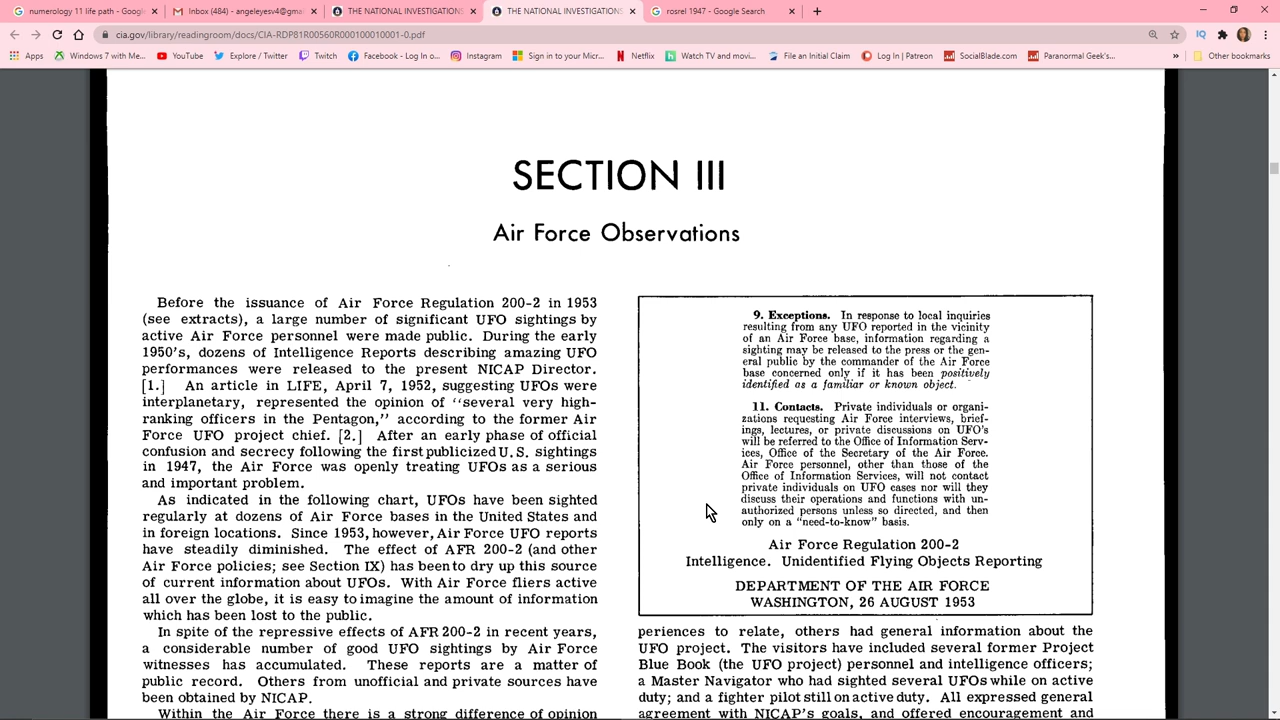 numerology 11 life path - Googl
Inbox (484) - angeleyesv4@gmai
THE NATIONAL INVESTIGATIONS
THE NATIONAL INVESTIGATIONS
rosrel 1947 - Google Search
cia.gov/library/readingroom/docs/CIA-RDP81R00560R000100010001-0.pdf
Apps
Windows 7 with Me...
YouTube
Explore / Twitter
Twitch
Facebook - Log In o...
Instagram
Sign in to your Micr...
Netflix
Watch TV and movi...
File an Initial Claim
Log In | Patreon
SocialBlade.com
Paranormal Geek's...
Other bookmarks
SECTION III
Air Force Observations
Before the issuance of Air Force Regulation 200-2 in 1953
(see extracts), a large number of significant UFO sightings by
active Air Force personnel were made public. During the early
1950's, dozens of Intelligence Reports describing amazing UFO
performances were released to the present NICAP Director.
[1.] An article in LIFE, April 7, 1952, suggesting UFOs were
interplanetary, represented the opinion of "several very high-
ranking officers in the Pentagon," according to the former Air
Force UFO project chief. [2.] After an early phase of official
confusion and secrecy following the first publicized U.S. sightings
in 1947, the Air Force was openly treating UFOs as a serious
and important problem.
As indicated in the following chart, UFOs have been sighted
regularly at dozens of Air Force bases in the United States and
in foreign locations. Since 1953, however, Air Force UFO reports
have steadily diminished. The effect of AFR 200-2 (and other
Air Force policies; see Section IX) has been to dry up this source
of current information about UFOs. With Air Force fliers active
all over the globe, it is easy to imagine the amount of information
which has been lost to the public.
In spite of the repressive effects of AFR 200-2 in recent years,
a considerable number of good UFO sightings by Air Force
witnesses has accumulated. These reports are a matter of
public record. Others from unofficial and private sources have
been obtained by NICAP.
Within the Air Force there is a strong difference of opinion
9. Exceptions. In response to local inquiries
resulting from any UFO reported in the vicinity
of an Air Force base, information regarding a
sighting may be released to the press or the gen-
eral public by the commander of the Air Force
base concerned only if it has been positively
identified as a familiar or known object.
11. Contacts. Private individuals or organi-
zations requesting Air Force interviews, brief-
ings, lectures, or private discussions on UFO's
will be referred to the Office of Information Serv-
ices, Office of the Secretary of the Air Force.
Air Force personnel, other than those of the
Office of Information Services, will not contact
private individuals on UFO cases nor will they
discuss their operations and functions with un-
authorized persons unless so directed, and then
only on a "need-to-know" basis.
Air Force Regulation 200-2
Intelligence. Unidentified Flying Objects Reporting
DEPARTMENT OF THE AIR FORCE
WASHINGTON, 26 AUGUST 1953
periences to relate, others had general information about the
UFO project. The visitors have included several former Project
Blue Book (the UFO project) personnel and intelligence officers;
a Master Navigator who had sighted several UFOs while on active
duty; and a fighter pilot still on active duty. All expressed general
agreement with NICAP's goals, and offered encouragement and